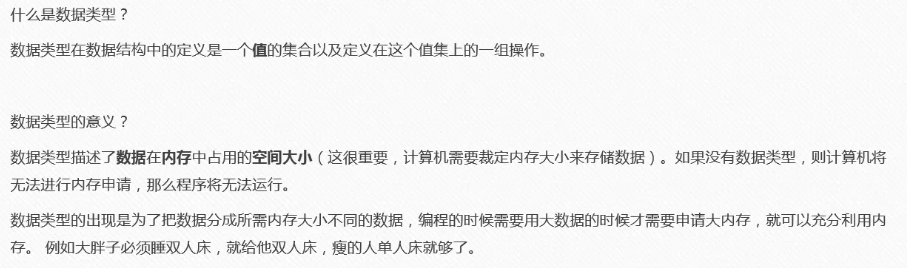 什么是数据类型？
数据类型在数据结构中的定义是一个值的集合以及定义在这个值集上的一组操作。
数据类型的意义？
数据类型描述了数据在内存中占用的空间大小（这很重要，计算机需要裁定内存大小来存储数据）。如果没有数据类型，则计算机将
无法进行内存申请，那么程序将无法运行。
数据类型的出现是为了把数据分成所需内存大小不同的数据，编程的时候需要用大数据的时候才需要申请大内存，就可以充分利用内
存。 例如大胖子必须睡双人床，就给他双人床，瘦的人单人床就够了。